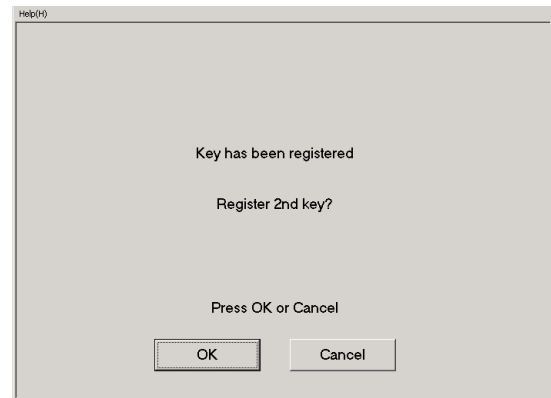 Help(H)
Key has been registered
Register 2nd key?
Press OK or Cancel
OK
Cancel